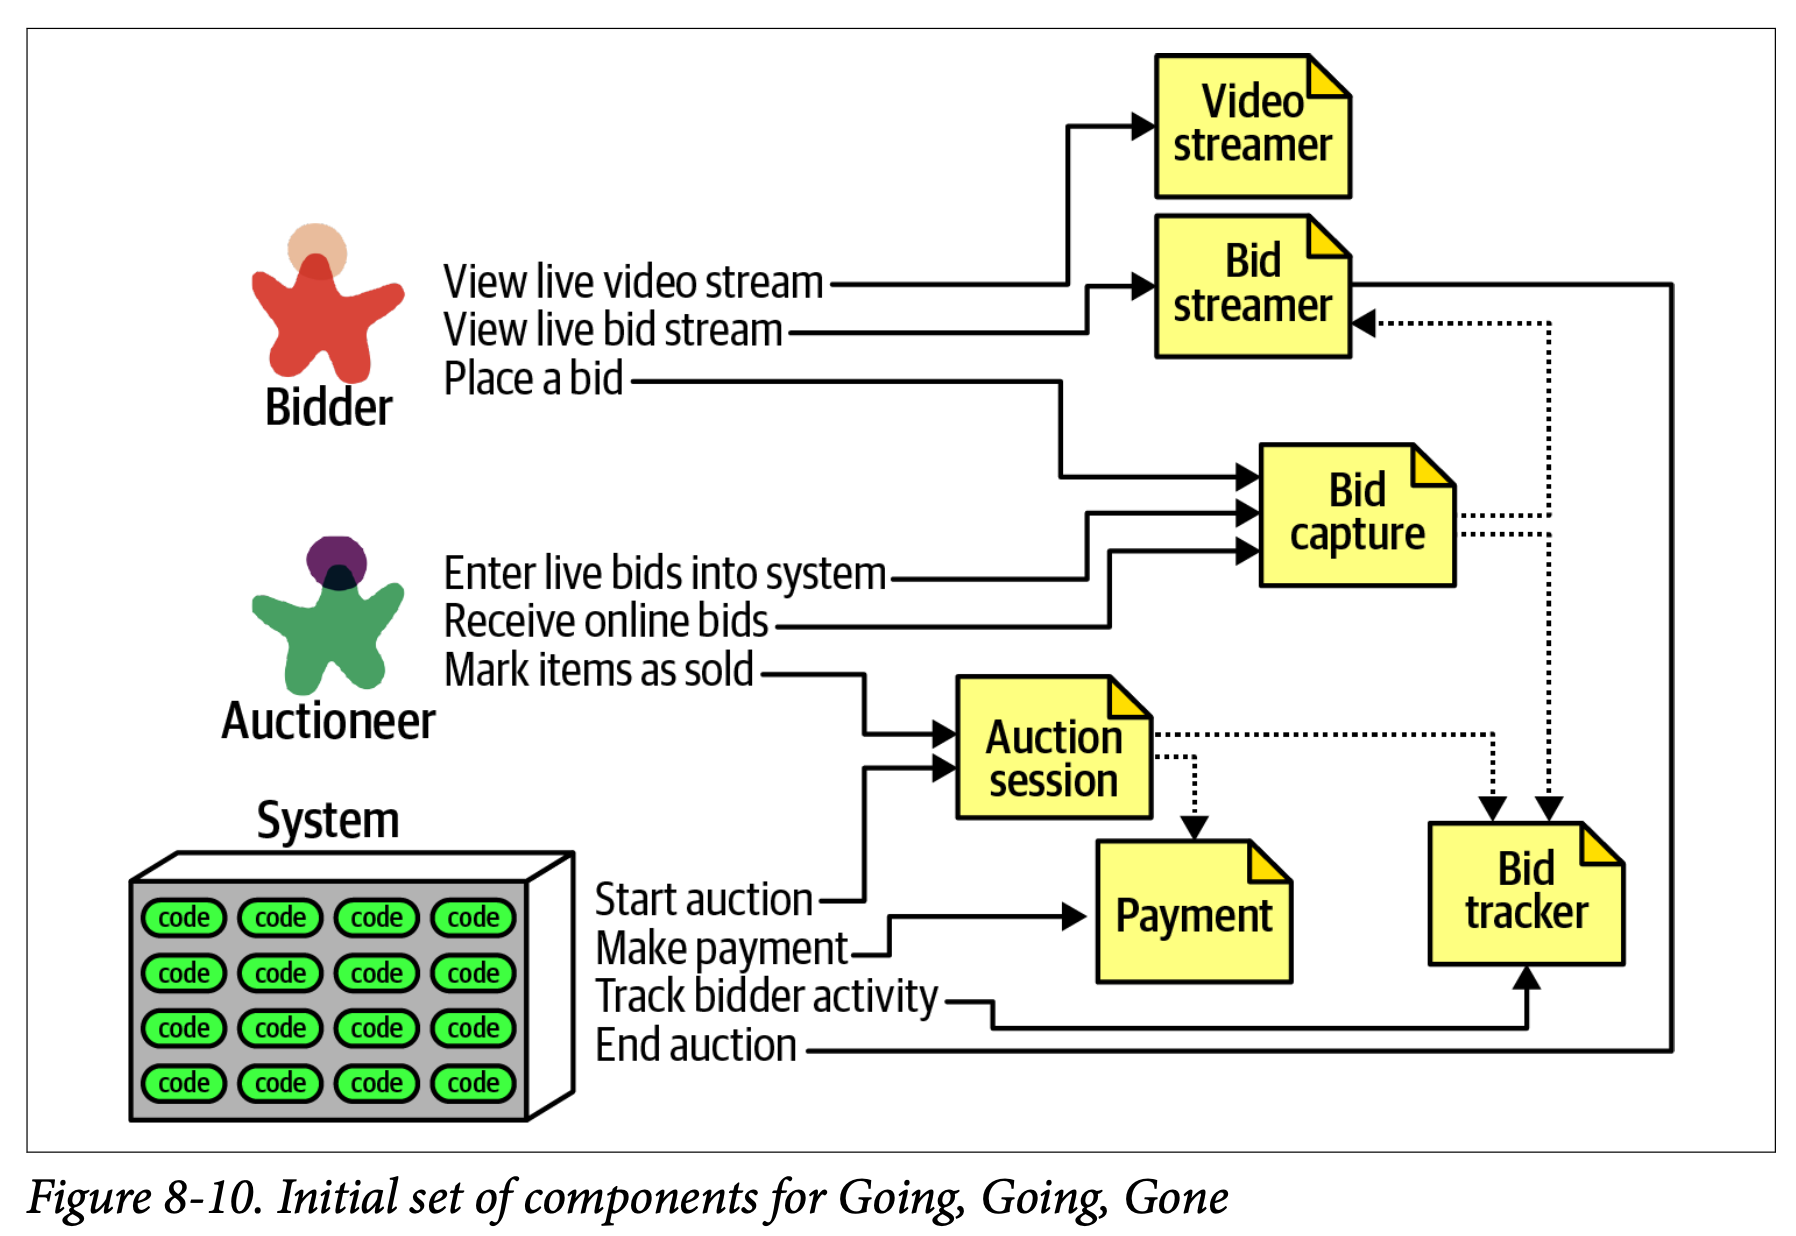 Video
streamer
Bid
streamer
View live video stream
View live bid stream
Place a bid
Bidder
Bid
capture
Enter live bids into system
Receive online bids
Mark items as sold
Auctioneer
Auction
session
System
code code code code
code code code code
code code code code
code code code code
Start auction
Make payment
Track bidder activity
End auction
Payment
Bid
tracker
Figure 8-10. Initial set of components for Going, Going, Gone